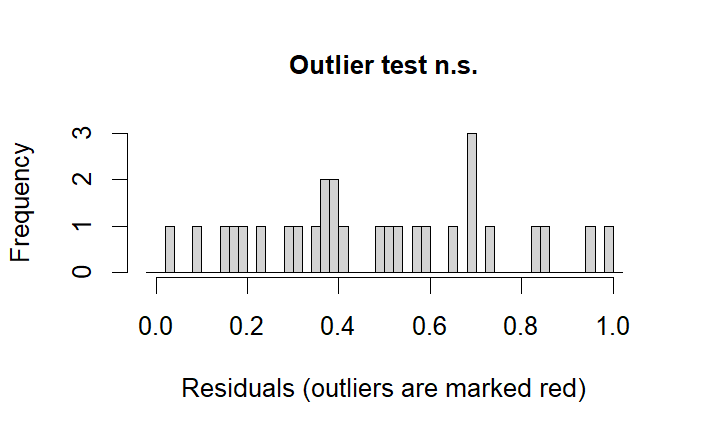 Outlier test n.s.
Frequency
3
2
1
0
0.0 0.2 0.4 0.6 0.8 1.0
Residuals (outliers are marked red)